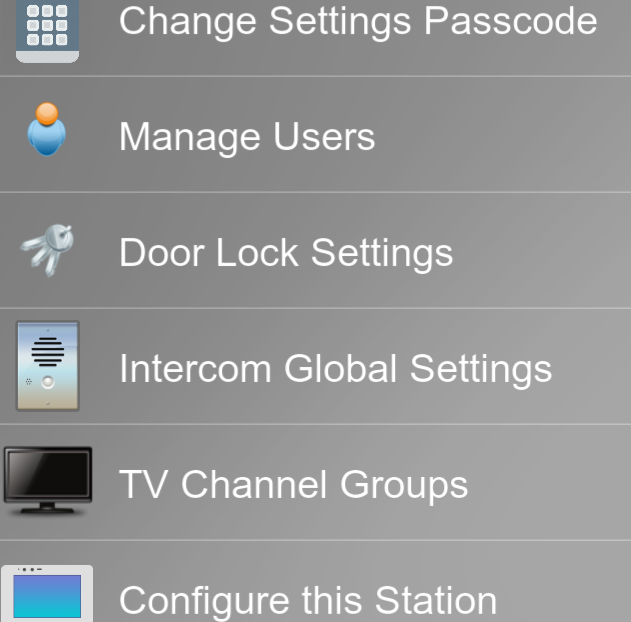 Change Settings Passcode
Manage Users
Door Lock Settings
Intercom Global Settings
TV Channel Groups
Configure this Station